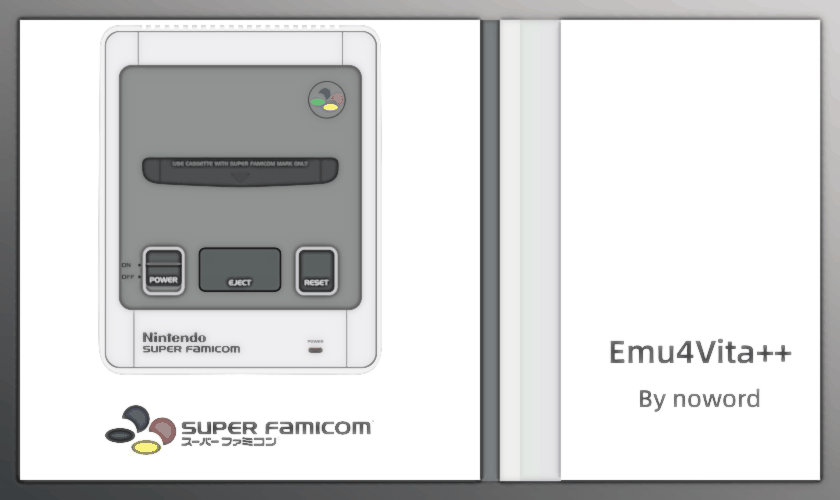 USE CASSETTE WITH SUPER FAMICOM MARK ONLY
ON
OFF
POWER
EJECT
RESET
Nintendo
SUPER FAMICOM
POWER
SUPER FAMICOM
スーパーファミコン
Emu4Vita++
By noword